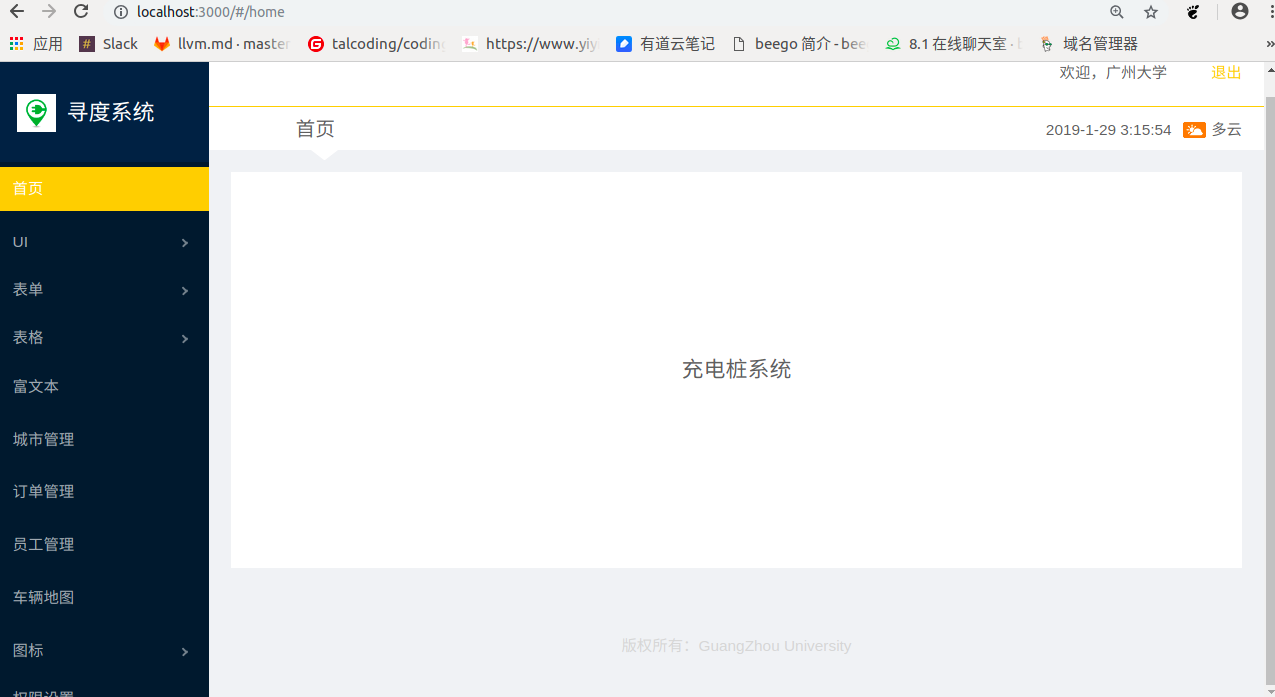 localhost:3000/#/home
应用 Slack llvm.md · master talcoding/coding https://www.yiy 有道云笔记 beego 简介 - bee 8.1 在线聊天室 · 域名管理器 »
寻度系统
欢迎，广州大学 退出
首页 2019-1-29 3:15:54 多云
首页
UI
表单
表格
富文本
城市管理
订单管理
员工管理
车辆地图
图标
权限设置
充电桩系统
版权所有：GuangZhou University